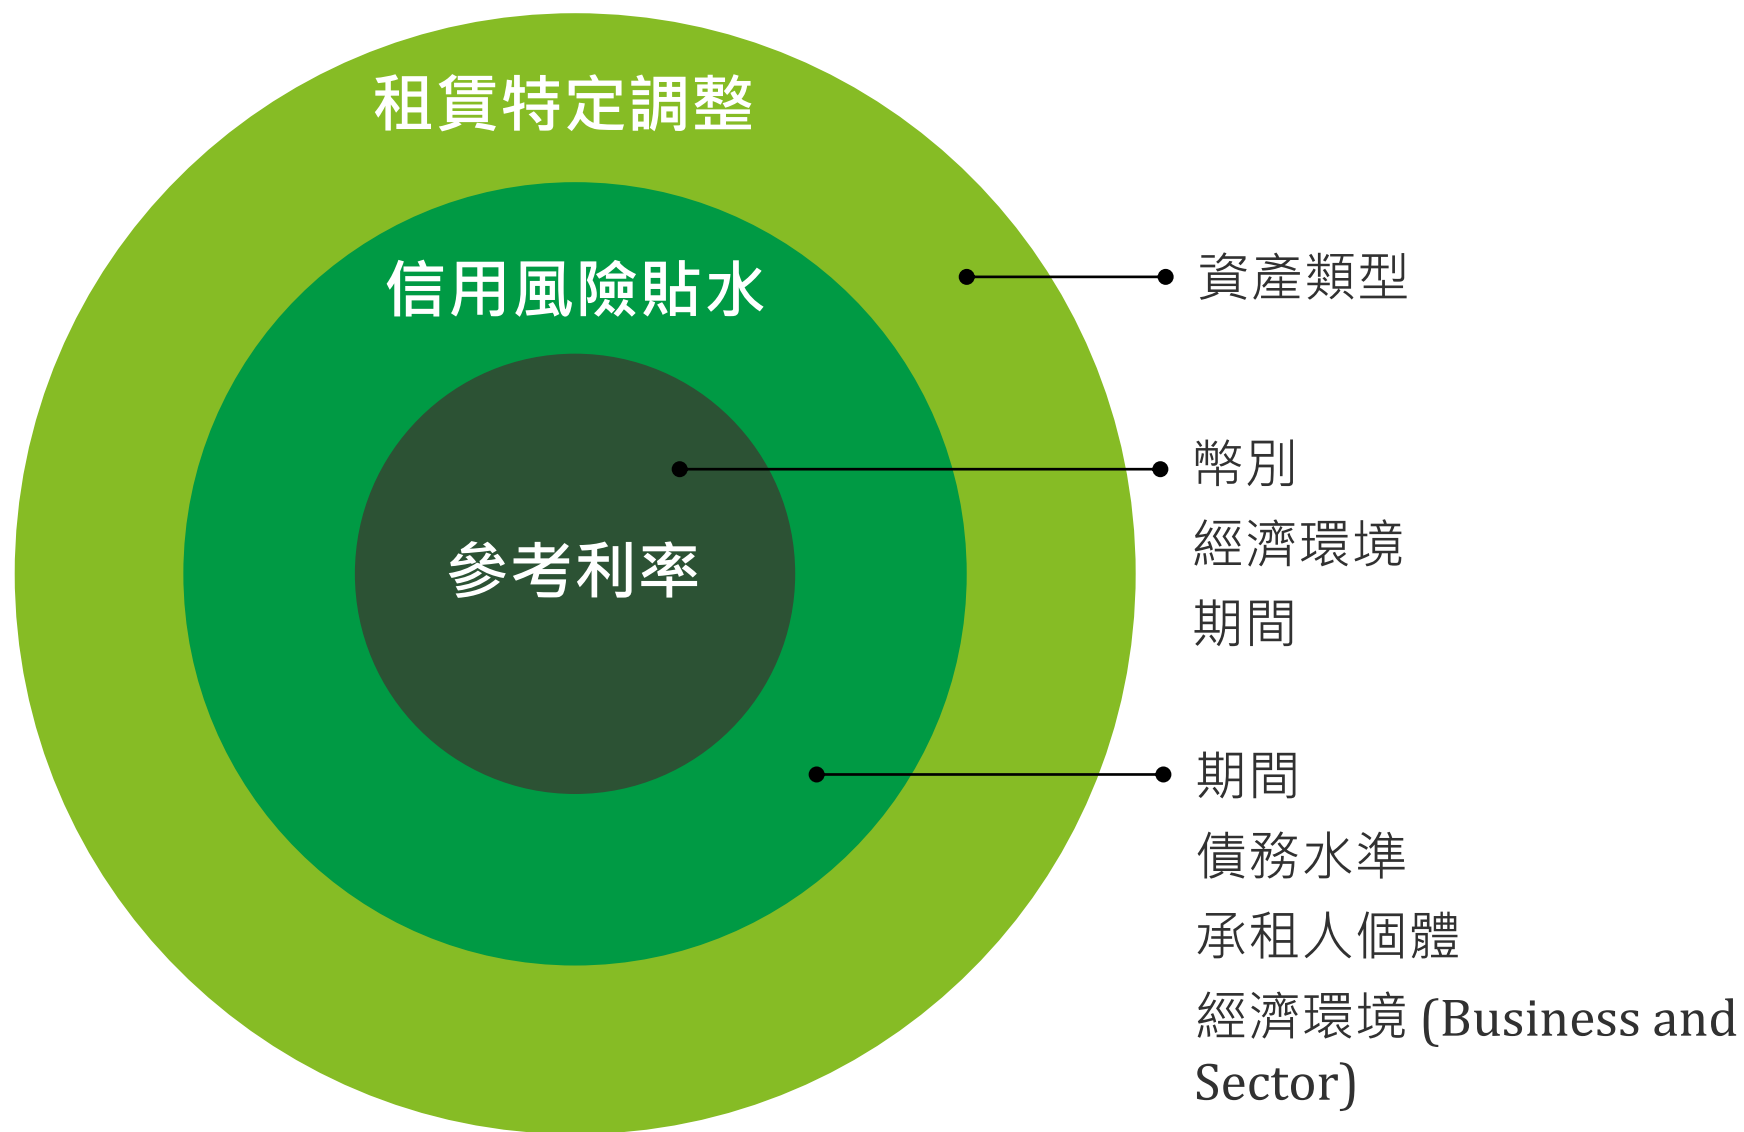 租賃特定調整
信用風險貼水
參考利率
資產類型
幣別
經濟環境
期間
期間
債務水準
承租人個體
經濟環境 (Business and
Sector)